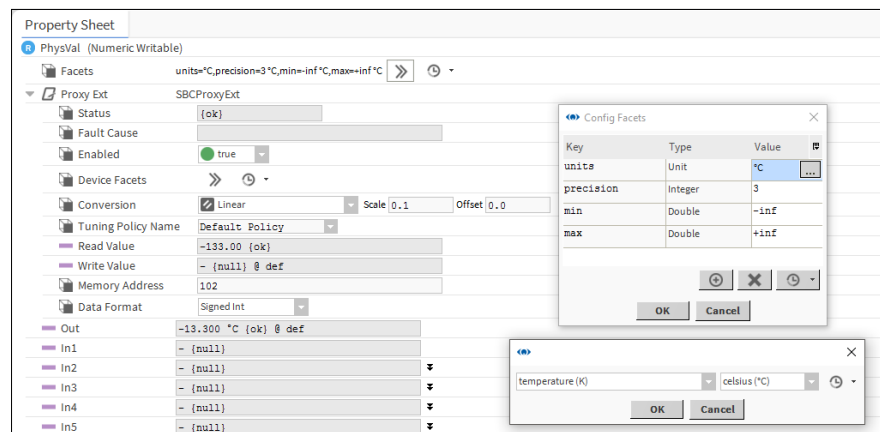 Property Sheet
R PhysVal (Numeric Writable)
Facets units=°C,precision=3 °C,min=-inf °C,max=+inf °C
Proxy Ext SBCProxyExt
Status {ok}
Fault Cause
Enabled true
Device Facets
Conversion Linear Scale 0.1 Offset 0.0
Tuning Policy Name Default Policy
Read Value -133.00 {ok}
Write Value - {null} @ def
Memory Address 102
Data Format Signed Int
Out -13.300 °C {ok} @ def
In1 - {null}
In2 - {null}
In3 - {null}
In4 - {null}
In5 - {null}
Config Facets
Key Type Value
units Unit °C ...
precision Integer 3
min Double -inf
max Double +inf
OK Cancel
temperature (K) celsius (°C)
OK Cancel